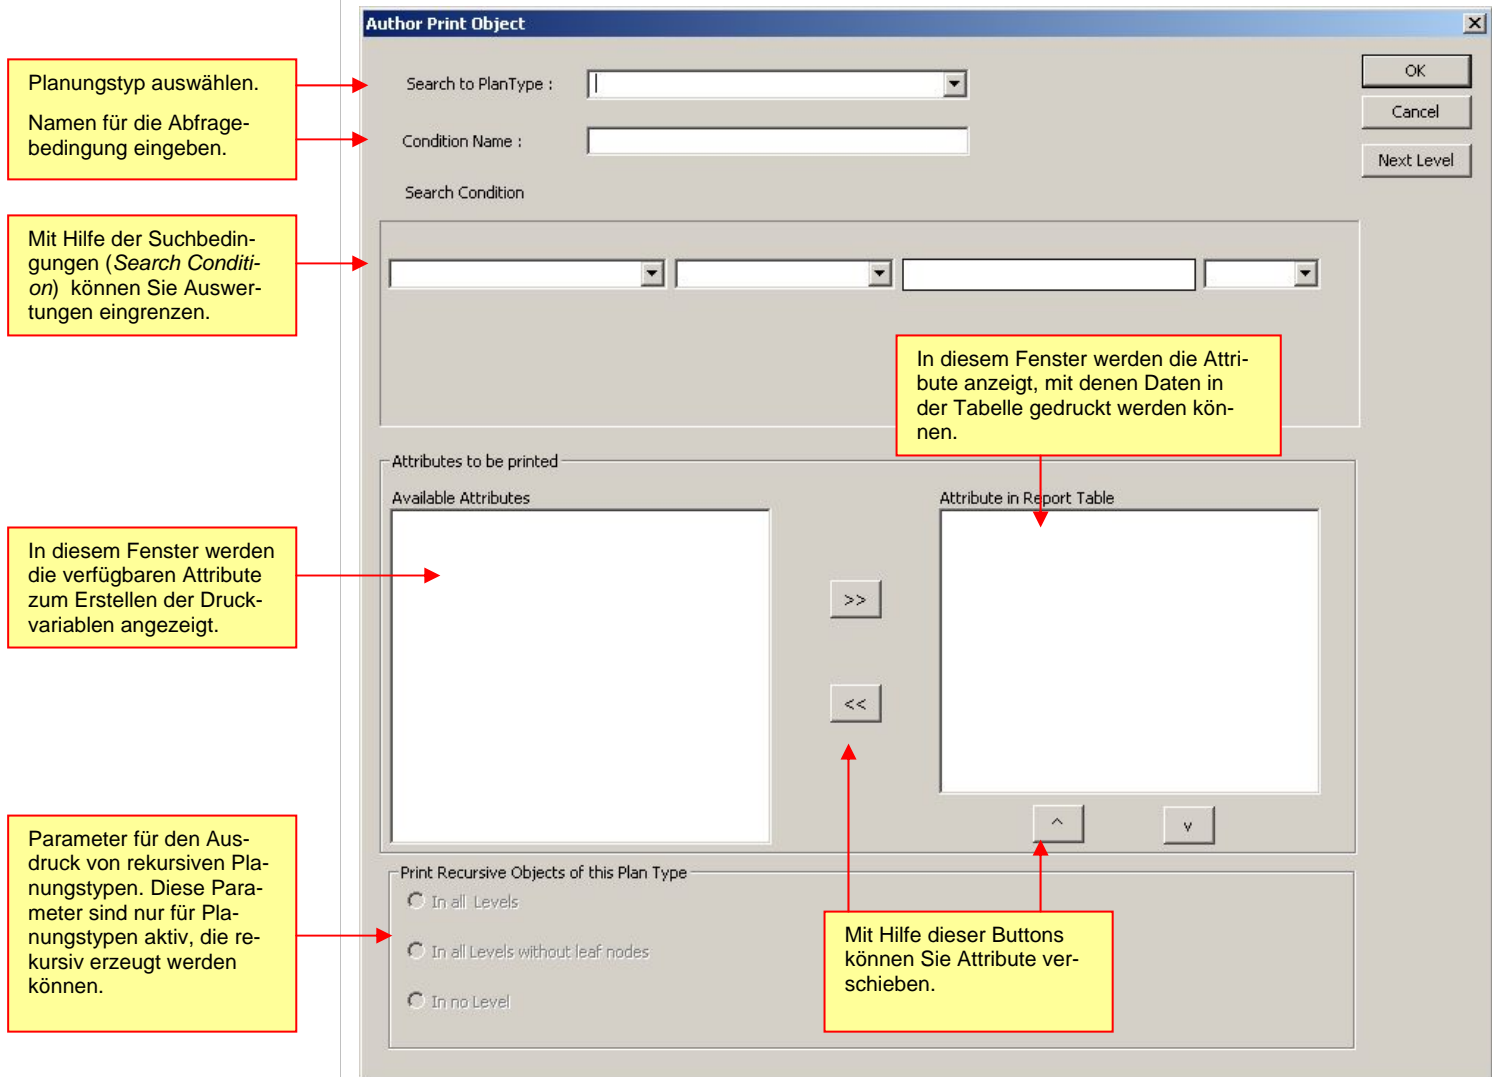 Author Print Object
Planungstyp auswählen.
Namen für die Abfrage-
bedingung eingeben.
Search to PlanType :
Condition Name :
Search Condition
OK
Cancel
Next Level
Mit Hilfe der Suchbedin-
gungen (Search Conditi-
on) können Sie Auswer-
tungen eingrenzen.
In diesem Fenster werden die Attri-
bute anzeigt, mit denen Daten in
der Tabelle gedruckt werden kön-
nen.
Attributes to be printed
Available Attributes
Attribute in Report Table
In diesem Fenster werden
die verfügbaren Attribute
zum Erstellen der Druck-
variablen angezeigt.
>>
<<
^
v
Parameter für den Aus-
druck von rekursiven Pla-
nungstypen. Diese Para-
meter sind nur für Pla-
nungstypen aktiv, die re-
kursiv erzeugt werden
können.
Print Recursive Objects of this Plan Type
In all Levels
In all Levels without leaf nodes
In no Level
Mit Hilfe dieser Buttons
können Sie Attribute ver-
schieben.